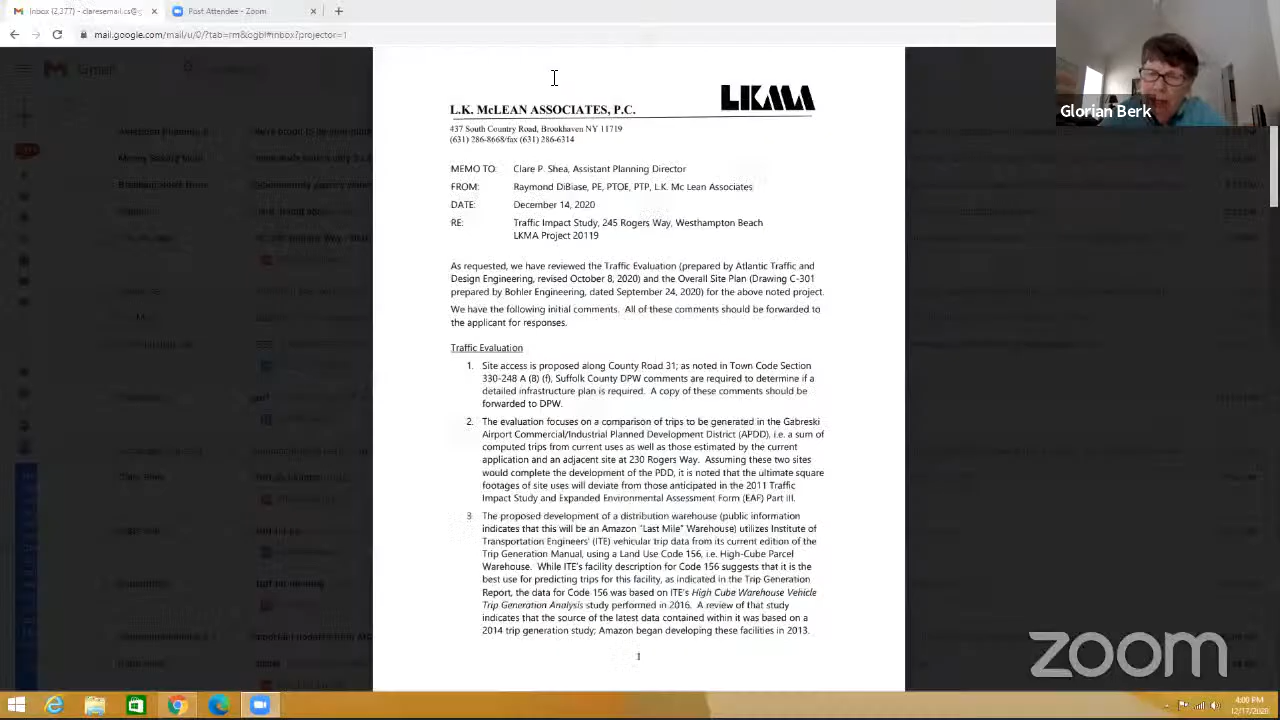 Inbox (2,377) - claresemail.cs@g
Post Attendee - Zoom
mail.google.com/mail/u/0/?tab=rm&ogbl#inbox?projector=1
Gmail
Glorian Berk
LKMA
L.K. McLEAN ASSOCIATES, P.C.
437 South Country Road, Brookhaven NY 11719
(631) 286-8668/fax (631) 286-6314
MEMO TO: Clare P. Shea, Assistant Planning Director
FROM: Raymond DiBiase, PE, PTOE, PTP, L.K. Mc Lean Associates
DATE: December 14, 2020
RE: Traffic Impact Study, 245 Rogers Way, Westhampton Beach
LKMA Project 20119
As requested, we have reviewed the Traffic Evaluation (prepared by Atlantic Traffic and
Design Engineering, revised October 8, 2020) and the Overall Site Plan (Drawing C-301
prepared by Bohler Engineering, dated September 24, 2020) for the above noted project.
We have the following initial comments. All of these comments should be forwarded to
the applicant for responses.
Traffic Evaluation
1. Site access is proposed along County Road 31; as noted in Town Code Section
330-248 A (8) (f), Suffolk County DPW comments are required to determine if a
detailed infrastructure plan is required. A copy of these comments should be
forwarded to DPW.
2. The evaluation focuses on a comparison of trips to be generated in the Gabreski
Airport Commercial/Industrial Planned Development District (APDD), i.e. a sum of
computed trips from current uses as well as those estimated by the current
application and an adjacent site at 230 Rogers Way. Assuming these two sites
would complete the development of the PDD, it is noted that the ultimate square
footages of site uses will deviate from those anticipated in the 2011 Traffic
Impact Study and Expanded Environmental Assessment Form (EAF) Part III.
3 The proposed development of a distribution warehouse (public information
indicates that this will be an Amazon "Last Mile" Warehouse) utilizes Institute of
Transportation Engineers' (ITE) vehicular trip data from its current edition of the
Trip Generation Manual, using a Land Use Code 156, i.e. High-Cube Parcel
Warehouse. While ITE's facility description for Code 156 suggests that it is the
best use for predicting trips for this facility, as indicated in the Trip Generation
Report, the data for Code 156 was based on ITE's High Cube Warehouse Vehicle
Trip Generation Analysis study performed in 2016. A review of that study
indicates that the source of the latest data contained within it was based on a
2014 trip generation study; Amazon began developing these facilities in 2013.
1
zoom
4:00 PM
12/17/2020